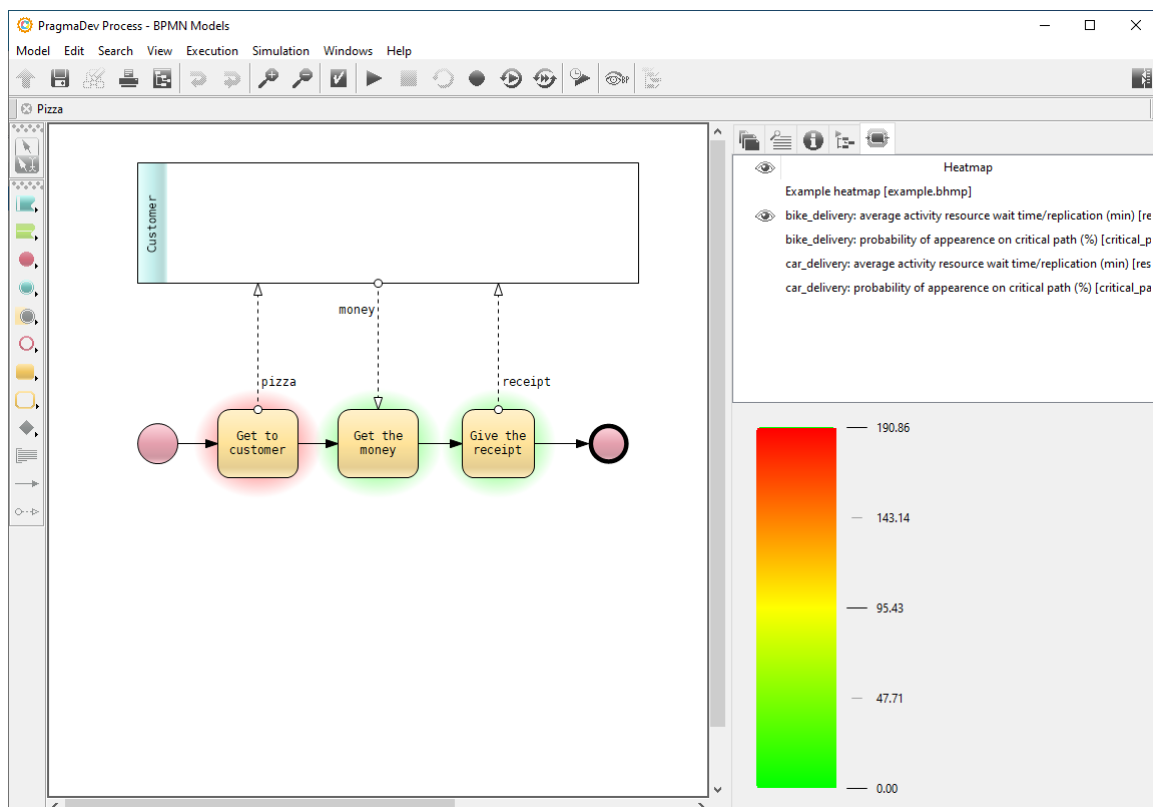 PragmaDev Process - BPMN Models
Model Edit Search View Execution Simulation Windows Help
BP
Pizza
Customer
money
pizza
receipt
Get to
customer
Get the
money
Give the
receipt
Heatmap
Example heatmap [example.bhmp]
bike_delivery: average activity resource wait time/replication (min) [re
bike_delivery: probability of appearence on critical path (%) [critical_p
car_delivery: average activity resource wait time/replication (min) [res
car_delivery: probability of appearence on critical path (%) [critical_pa
190.86
143.14
95.43
47.71
0.00